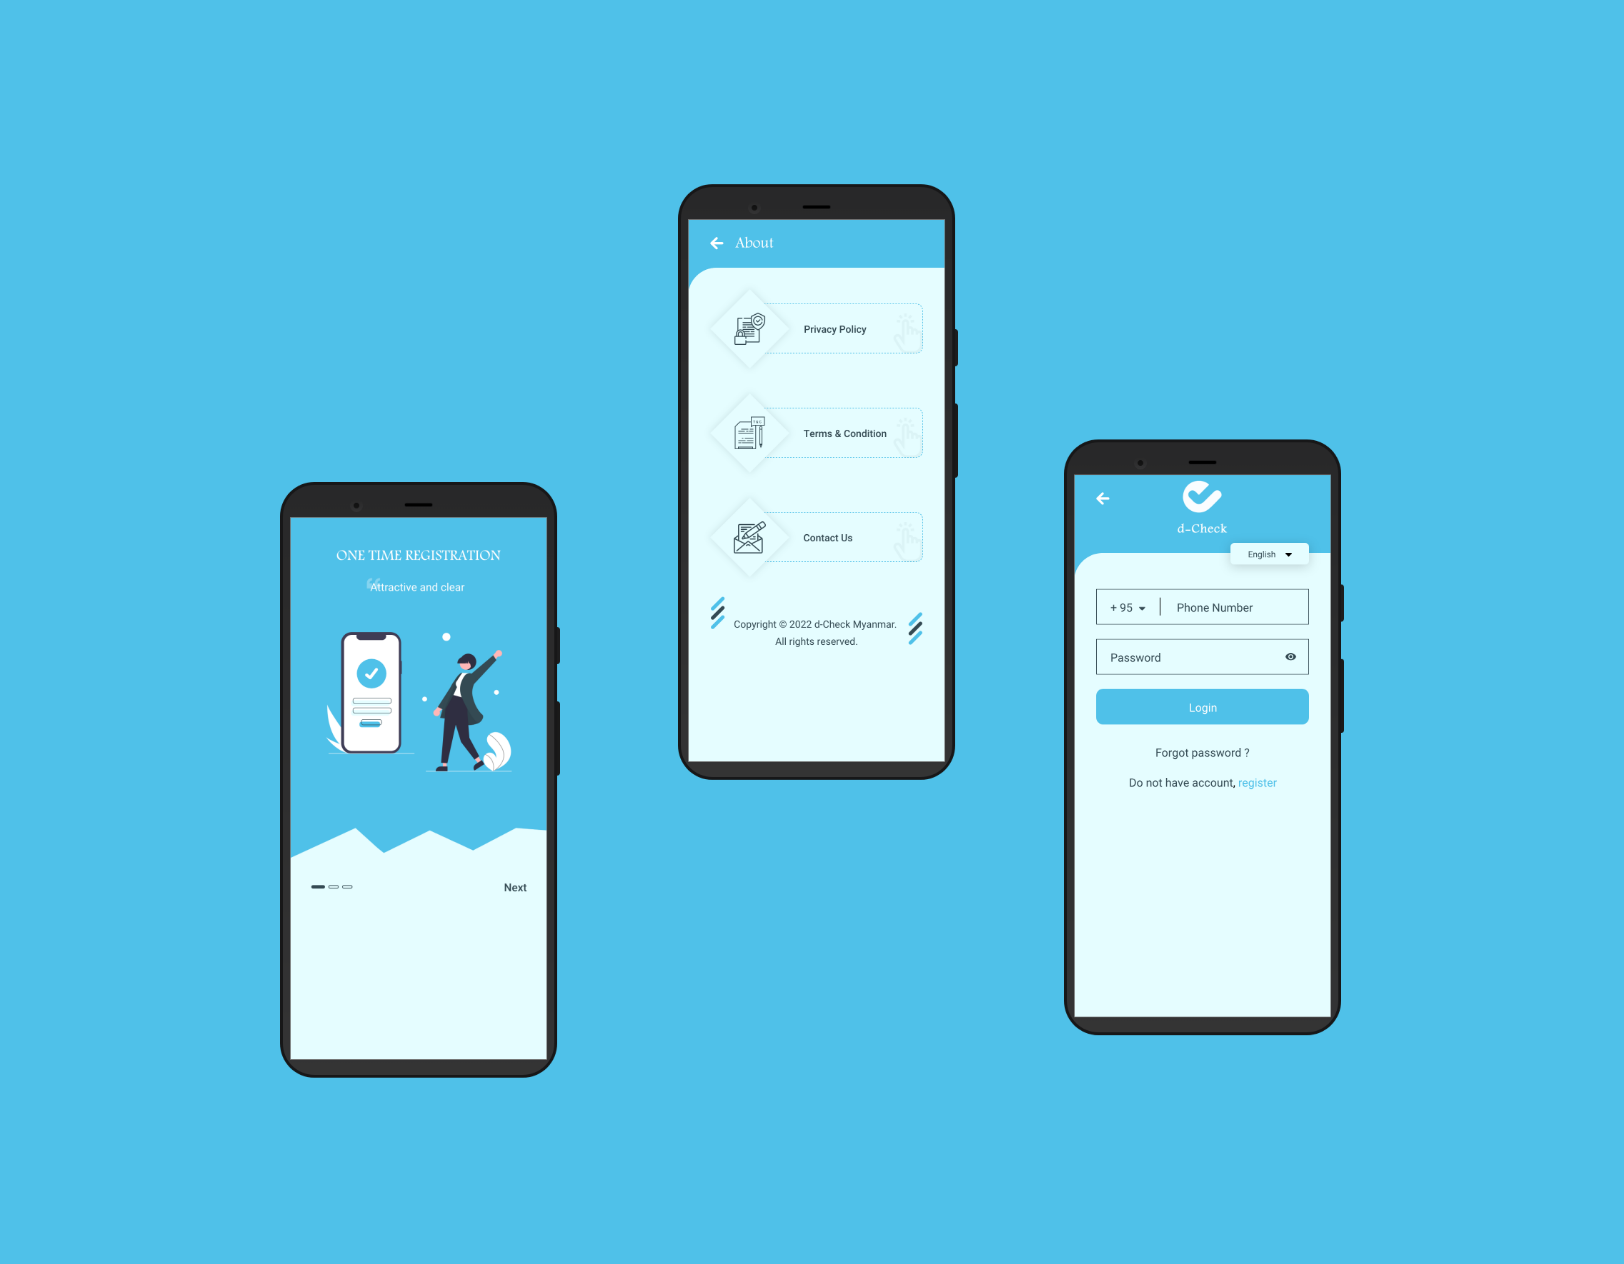 ONE TIME REGISTRATION
“
Attractive and clear
Next
About
Privacy Policy
Terms & Condition
Contact Us
Copyright © 2022 d-Check Myanmar.
All rights reserved.
d-Check
English
+ 95 Phone Number
Password
Login
Forgot password ?
Do not have account, register